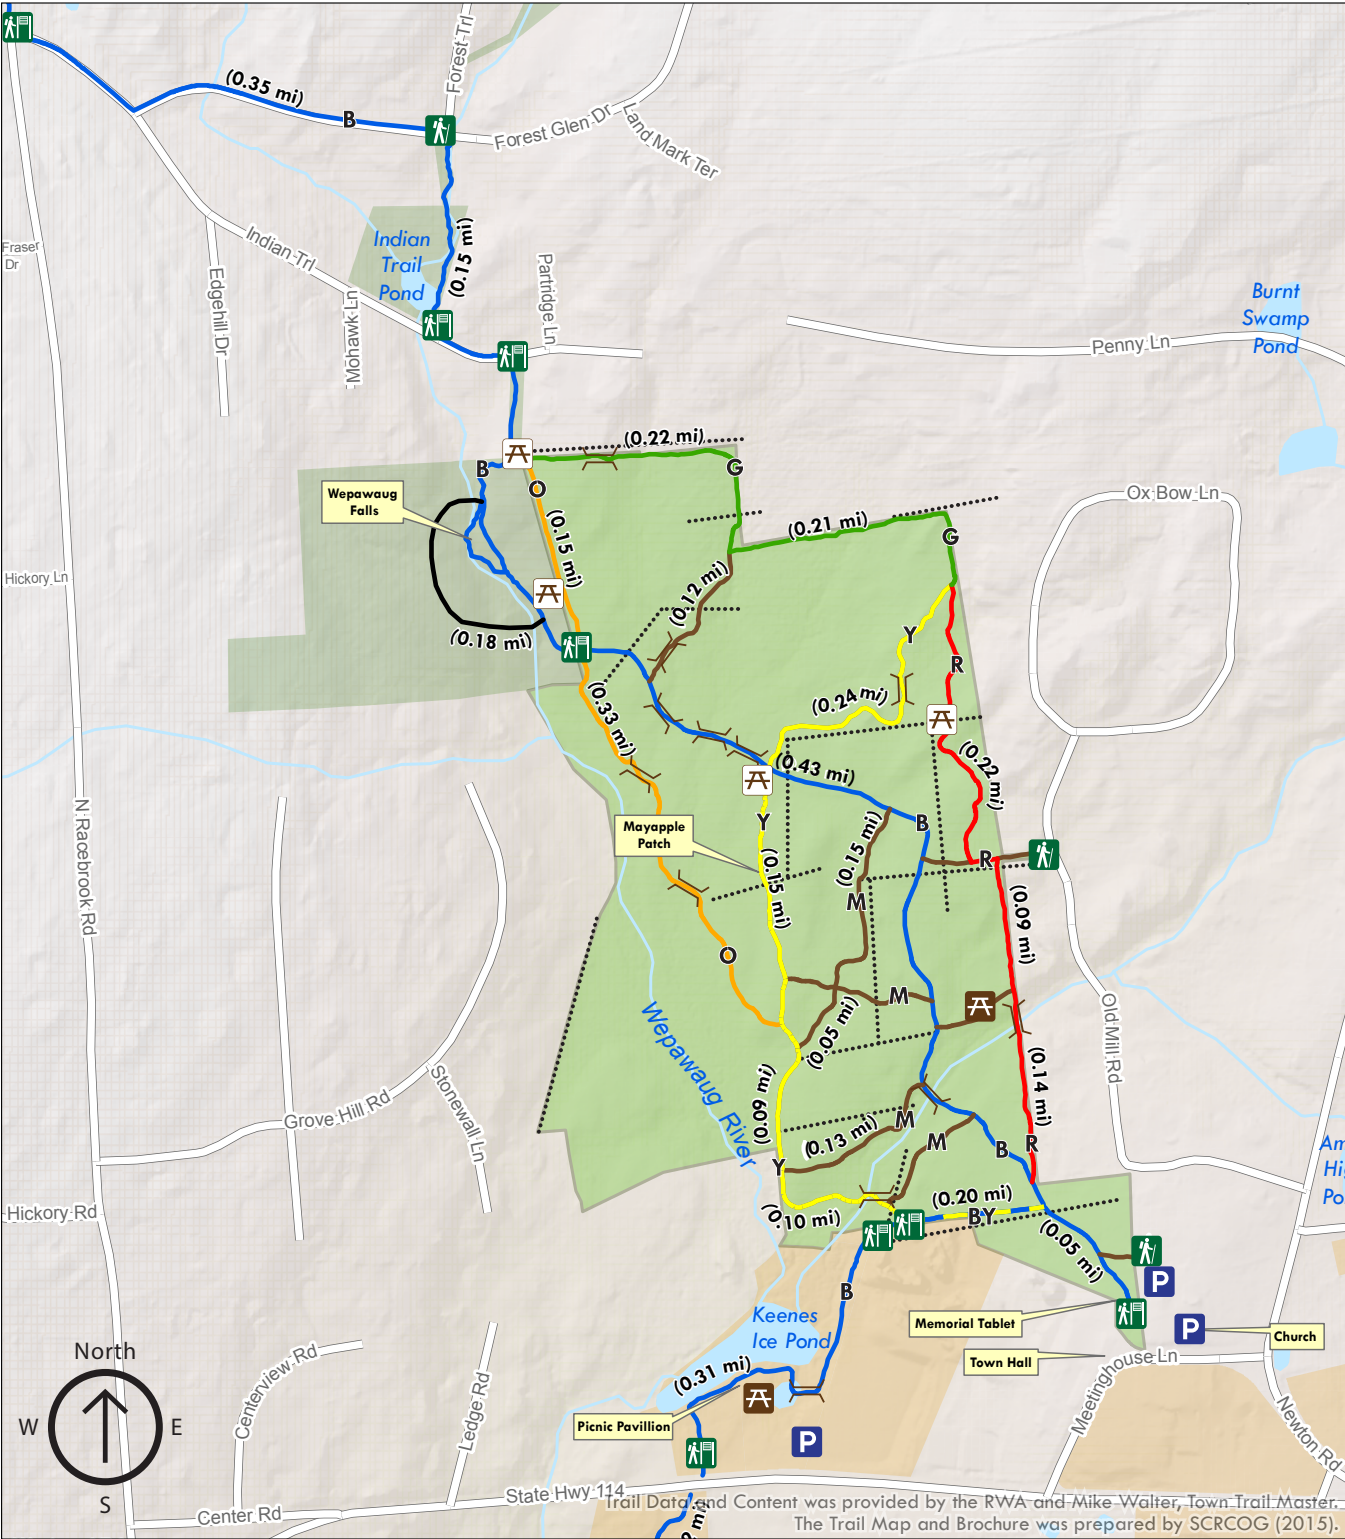 Forest Trl
(0.35 mi)
B
Forest Glen Dr
Land Mark Ter
Indian
Trail
Pond
(0.15 mi)
Fraser
Dr
Indian Trl
Edgehill Dr
Mohawk Ln
Partridge Ln
Burnt
Swamp
Pond
Penny Ln
(0.22 mi)
G
B
O
Wepawaug
Falls
(0.15 mi)
(0.21 mi)
G
Ox Bow Ln
Hickory Ln
(0.12 mi)
(0.18 mi)
Y
R
(0.33 mi)
(0.24 mi)
(0.43 mi)
(0.22 mi)
N Racebrook Rd
Mayapple
Patch
Y
B
(0.15 mi)
(0.15 mi)
R
M
(0.09 mi)
O
M
(0.05 mi)
Old Mill Rd
Wepawaug River
Grove Hill Rd
Stonewall Ln
(0.09 mi)
(0.14 mi)
M
(0.13 mi)
M
B
R
Y
Hickory Rd
(0.10 mi)
(0.20 mi)
BY
(0.05 mi)
P
B
Keenes
Ice Pond
Memorial Tablet
P
Church
Town Hall
Meetinghouse Ln
North
W
E
S
Centerview Rd
Ledge Rd
(0.31 mi)
Picnic Pavillion
P
Newton Rd
State Hwy 114
Center Rd
Trail Data and Content was provided by the RWA and Mike Walter, Town Trail Master.
The Trail Map and Brochure was prepared by SCRCOG (2015).